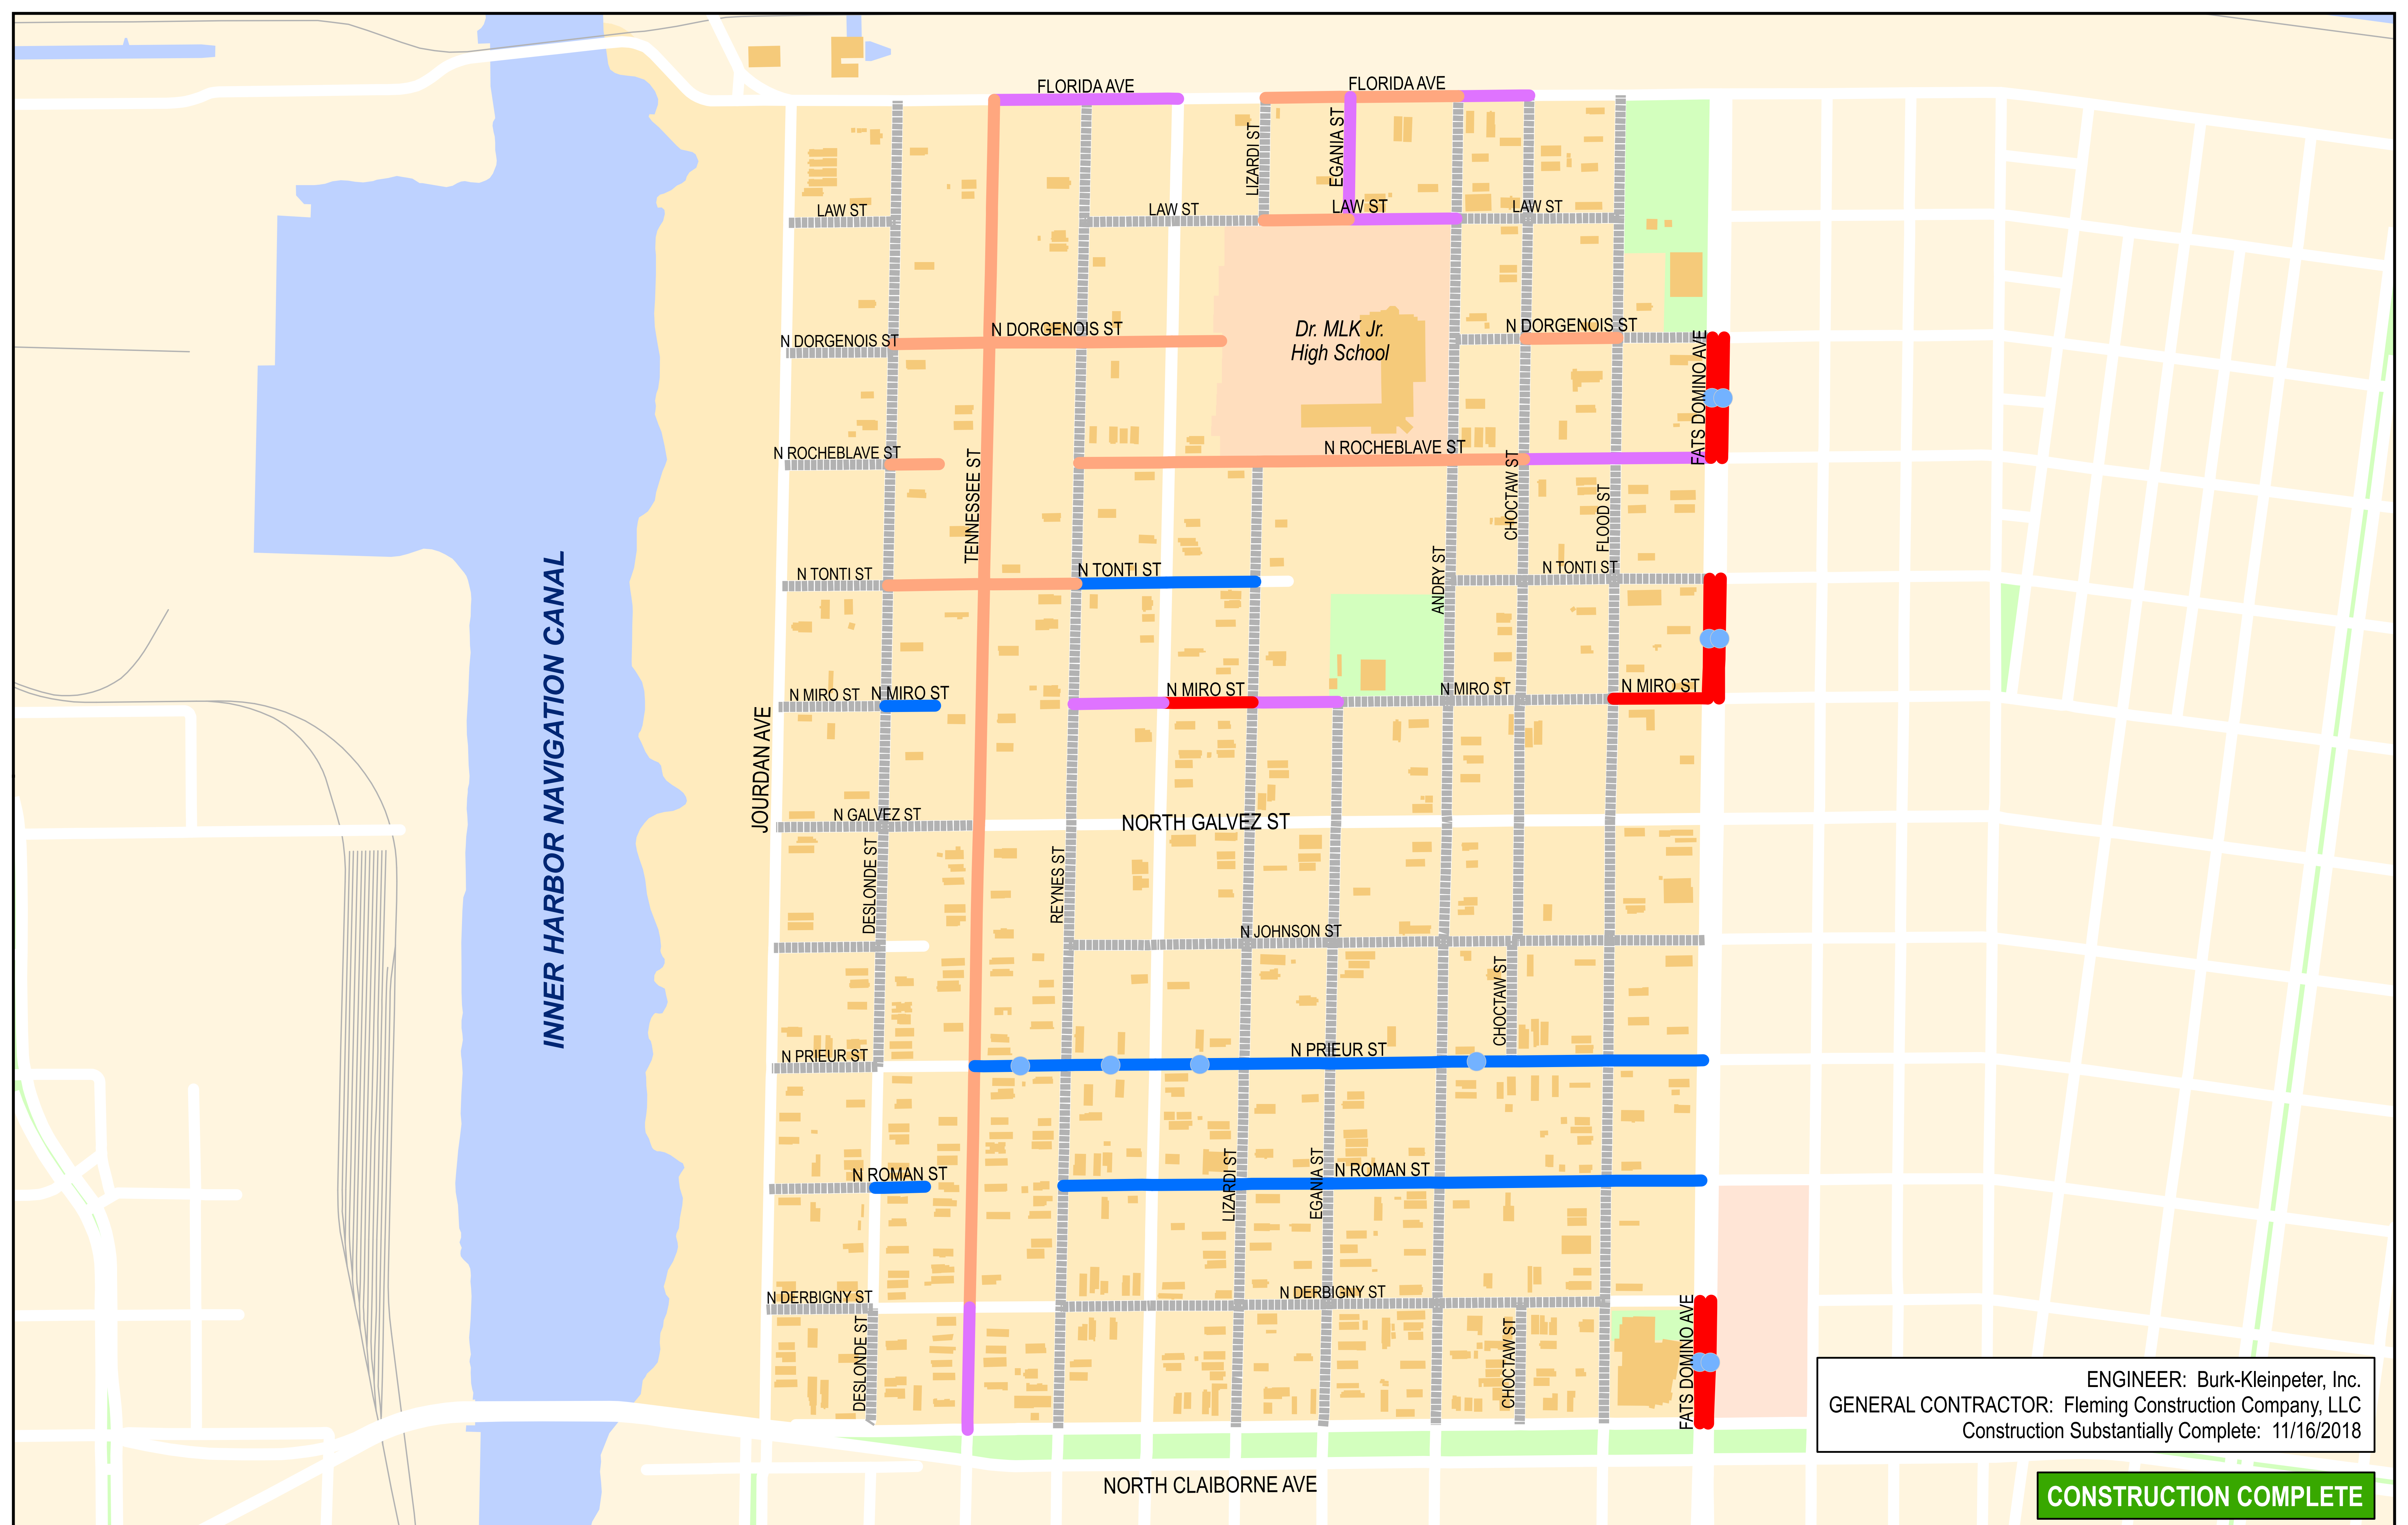 FLORIDA AVE
FLORIDA AVE
LIZARDI ST
EGANIA ST
LAW ST
LAW ST
LAW ST
LAW ST
N DORGENOIS ST
N DORGENOIS ST
N DORGENOIS ST
Dr. MLK Jr.
High School
FATS DOMINO AVE
N ROCHEBLAVE ST
N ROCHEBLAVE ST
TENNESSEE ST
CHOCTAW ST
FLOOD ST
N TONTI ST
N TONTI ST
N TONTI ST
ANDRY ST
INNER HARBOR NAVIGATION CANAL
N MIRO ST
N MIRO ST
N MIRO ST
N MIRO ST
N MIRO ST
JOURDAN AVE
N GALVEZ ST
NORTH GALVEZ ST
DESLONDE ST
REYNES ST
N JOHNSON ST
CHOCTAW ST
N PRIEUR ST
N PRIEUR ST
N ROMAN ST
N ROMAN ST
LIZARDI ST
EGANIA ST
N DERBIGNY ST
N DERBIGNY ST
DESLONDE ST
CHOCTAW ST
FATS DOMINO AVE
ENGINEER: Burk-Kleinpeter, Inc.
GENERAL CONTRACTOR: Fleming Construction Company, LLC
Construction Substantially Complete: 11/16/2018
NORTH CLAIBORNE AVE
CONSTRUCTION COMPLETE